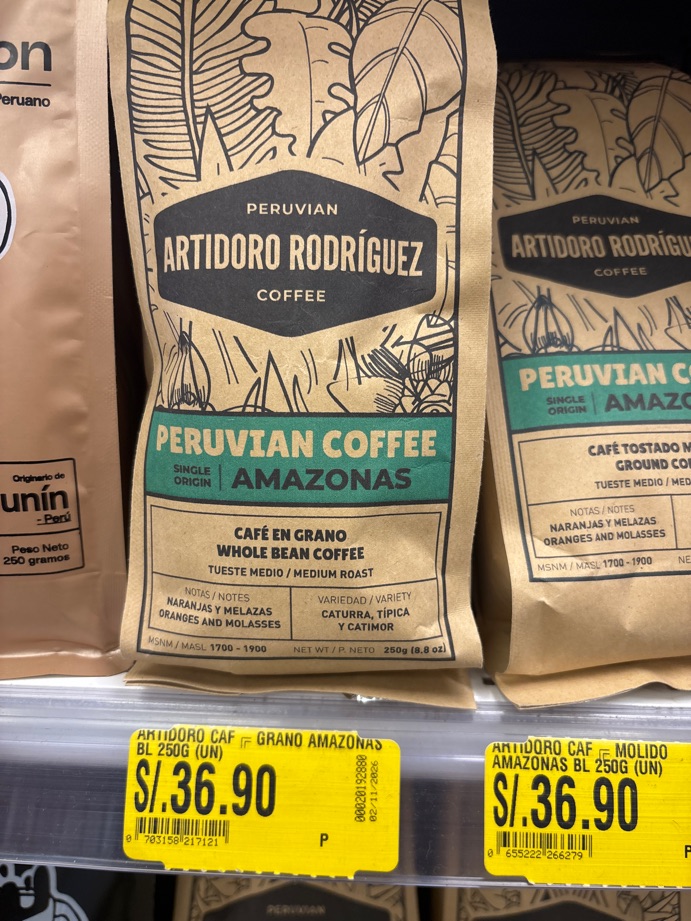 on
Peruano
Originario de
unín
- Perú
Peso Neto
250 gramos
PERUVIAN
ARTIDORO RODRÍGUEZ
COFFEE
PERUVIAN COFFEE
SINGLE
ORIGIN
AMAZONAS
CAFÉ EN GRANO
WHOLE BEAN COFFEE
TUESTE MEDIO / MEDIUM ROAST
NOTAS / NOTES
NARANJAS Y MELAZAS
ORANGES AND MOLASSES
VARIEDAD / VARIETY
CATURRA, TÍPICA
Y CATIMOR
MSNM / MASL 1700 - 1900
NET WT / P. NETO 250g (8.8 oz)
PERUVIAN
ARTIDORO RODRÍGU
COFFEE
PERUVIAN C
SINGLE
ORIGIN
AMAZO
CAFÉ TOSTADO M
GROUND CO
TUESTE MEDIO / MED
NOTAS / NOTES
NARANJAS Y MELAZAS
ORANGES AND MOLASSES
MSNM / MASL 1700 - 1900
NE
ARTIDORO CAF GRANO AMAZONAS
BL 250G (UN)
S/.36.90
0 703158 217121
P
00020192880
02/11/2026
ARTIDORO CAF MOLIDO
AMAZONAS BL 250G (UN)
S/.36.90
0 655222 266279
P
PERUVIAN